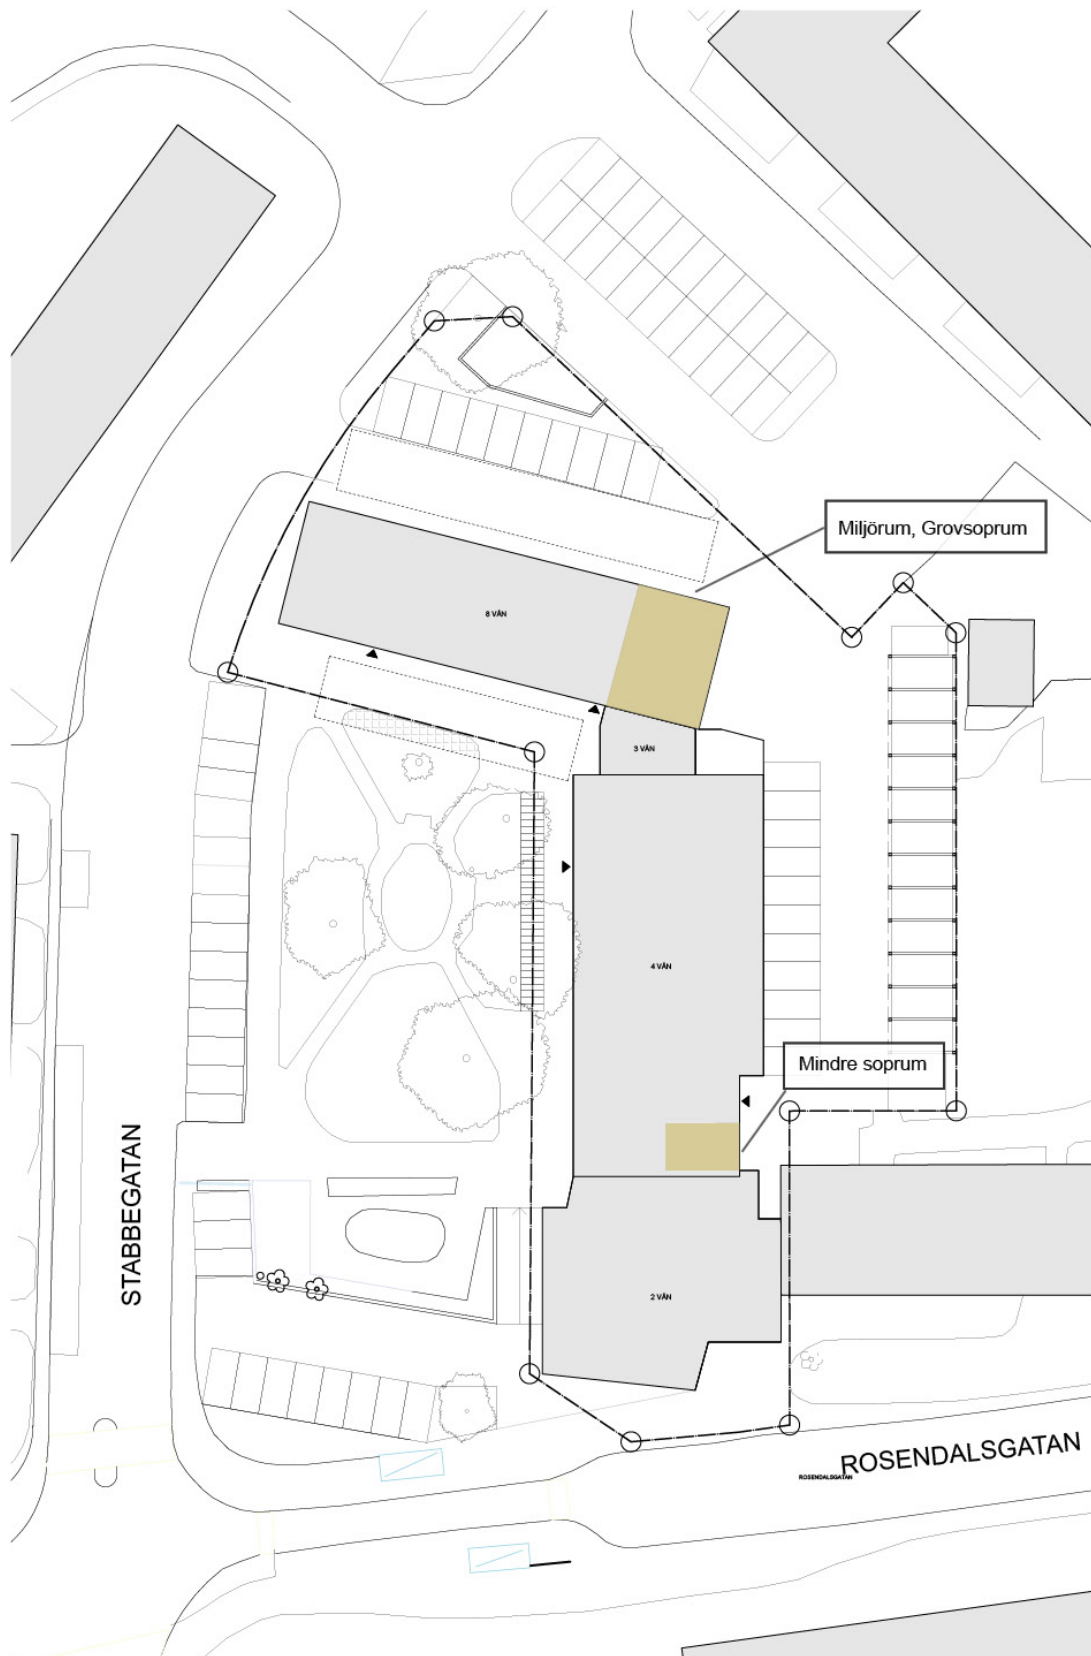 Miljörum, Grovsoprum
8 VÅN
3 VÅN
4 VÅN
Mindre soprum
STABBEGATAN
2 VÅN
ROSENDALSGATAN
ROSENDALSGATAN